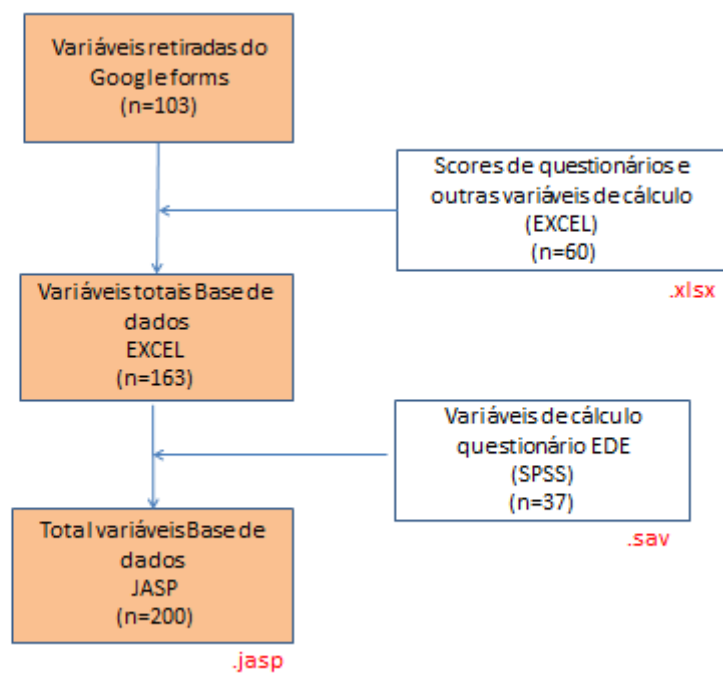 Variáveis retiradas do
Google forms
(n=103)
Scores de questionários e
outras variáveis de cálculo
(EXCEL)
(n=60)
.xlsx
Variáveis totais Base de
dados
EXCEL
(n=163)
Variáveis de cálculo
questionário EDE
(SPSS)
(n=37)
.sav
Total variáveis Base de
dados
JASP
(n=200)
.jasp